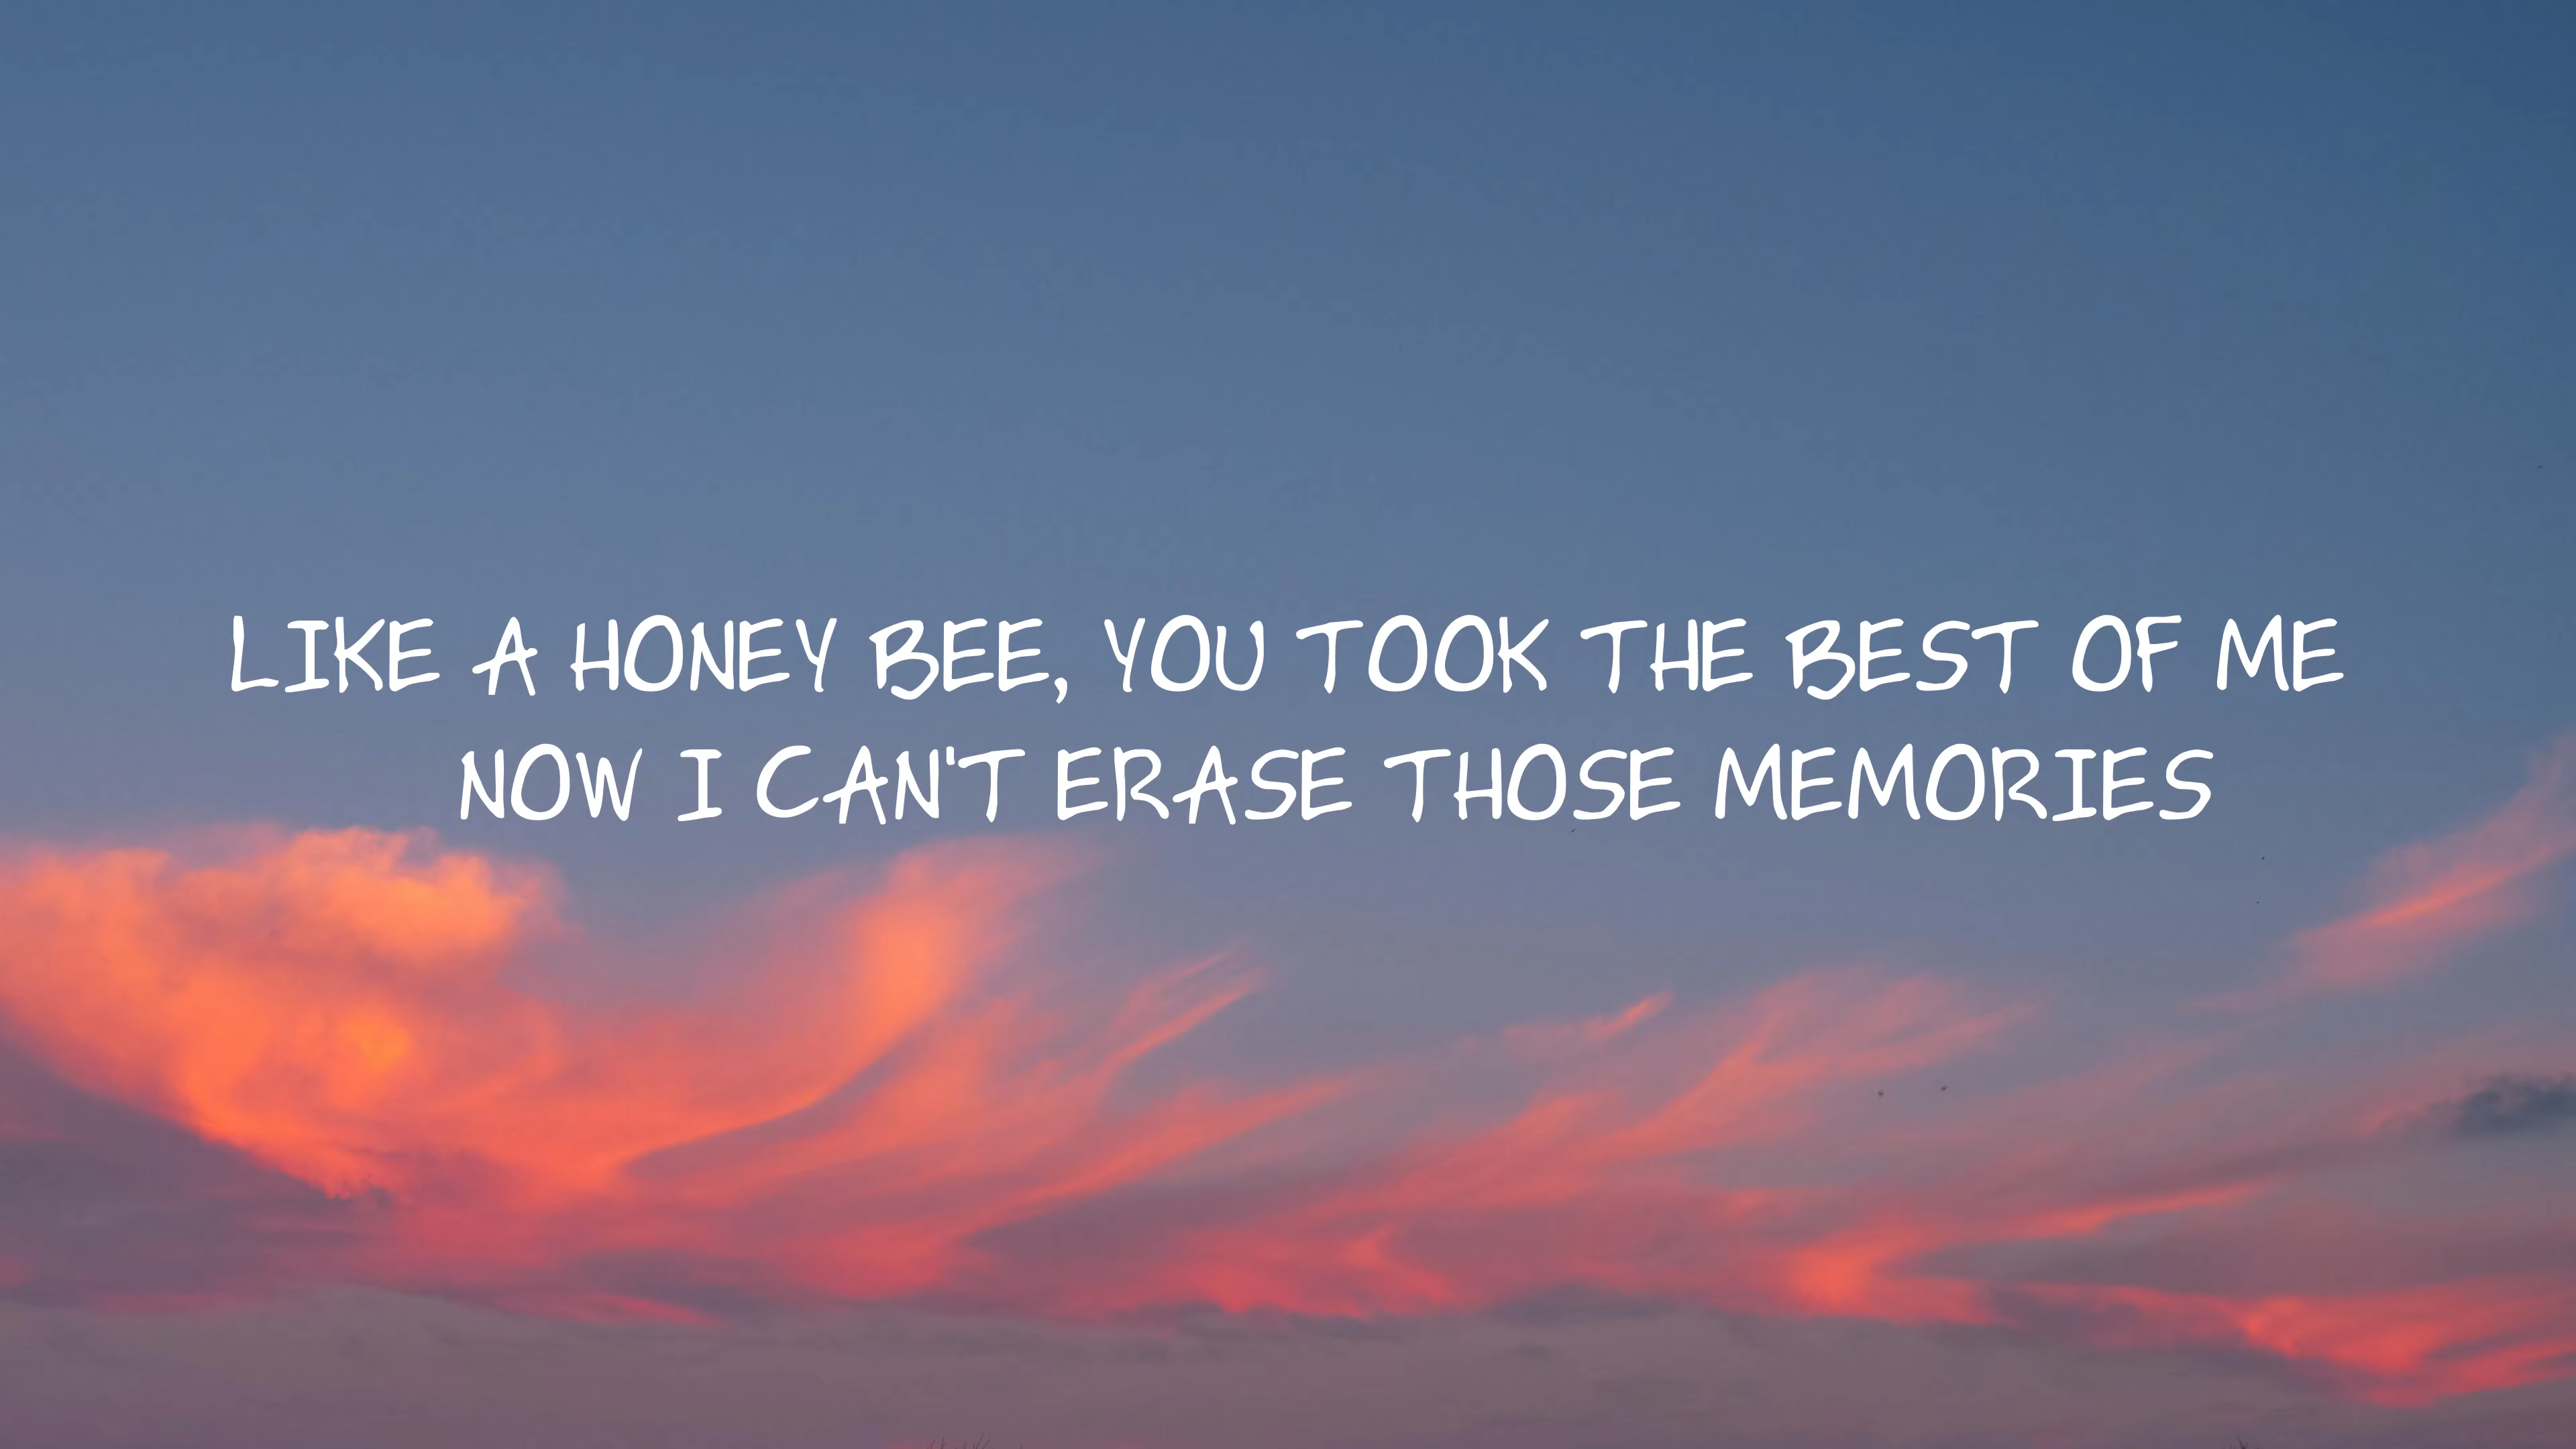 LIKE A HONEY BEE, YOU TOOK THE BEST OF ME
NOW I CAN'T ERASE THOSE MEMORIES